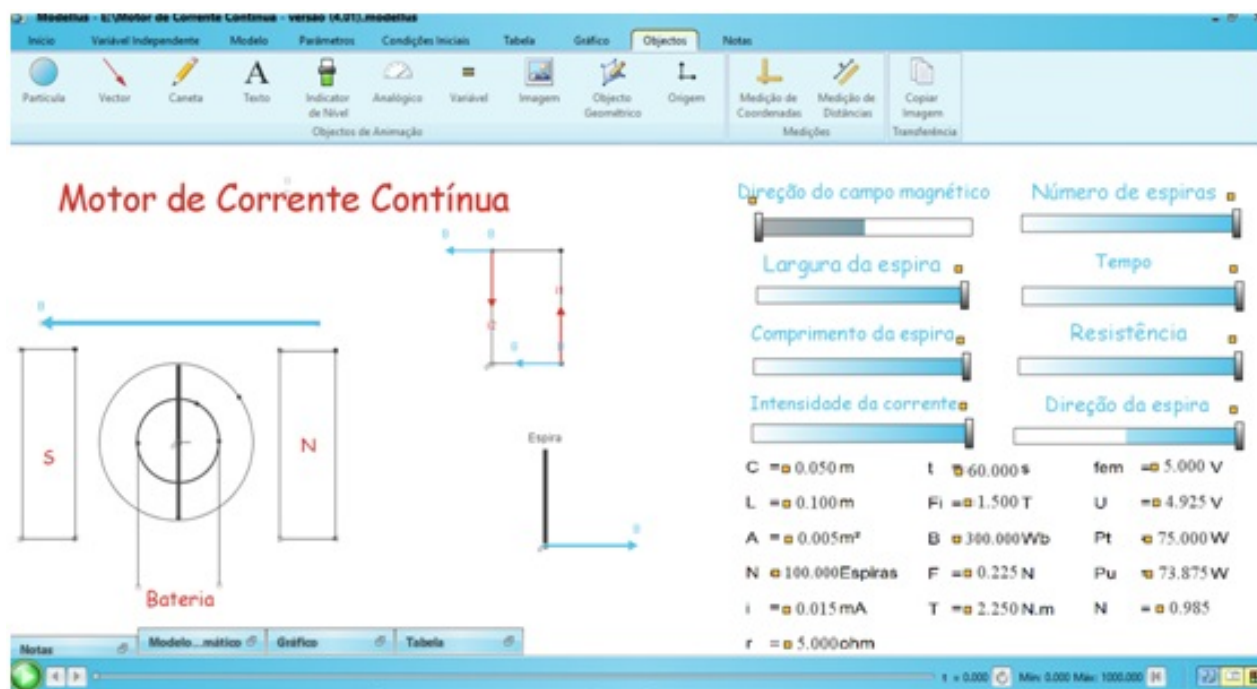 Modellus - E:\Motor de Corrente Contínua - versão (4.01).modellus
Início Variável Independente Modelo Parâmetros Condições Iniciais Tabela Gráfico Objectos Notas
Partícula Vector Caneta Texto Indicator de Nível Analógico Variável Imagem Objecto Geométrico Origem Medição de Coordenadas Medição de Distâncias Copiar Imagem
Objectos de Animação Medições Transferência
Motor de Corrente Contínua
Direção do campo magnético
Número de espiras
Largura da espira
Tempo
Comprimento da espira
Resistência
Intensidade da corrente
Direção da espira
B B
B
S
N
Bateria
Espira
B
C = 0.050 m
L = 0.100 m
A = 0.005 m²
N 100.000 Espiras
i = 0.015 mA
r = 5.000 ohm
t 60.000 s
Fi = 1.500 T
B 300.000 Wb
F = 0.225 N
T = 2.250 N.m
fem = 5.000 V
U = 4.925 V
Pt 75.000 W
Pu 73.875 W
N = 0.985
Notas Modelo...mático Gráfico Tabela
t = 0.000 Min: 0.000 Máx: 1000.000